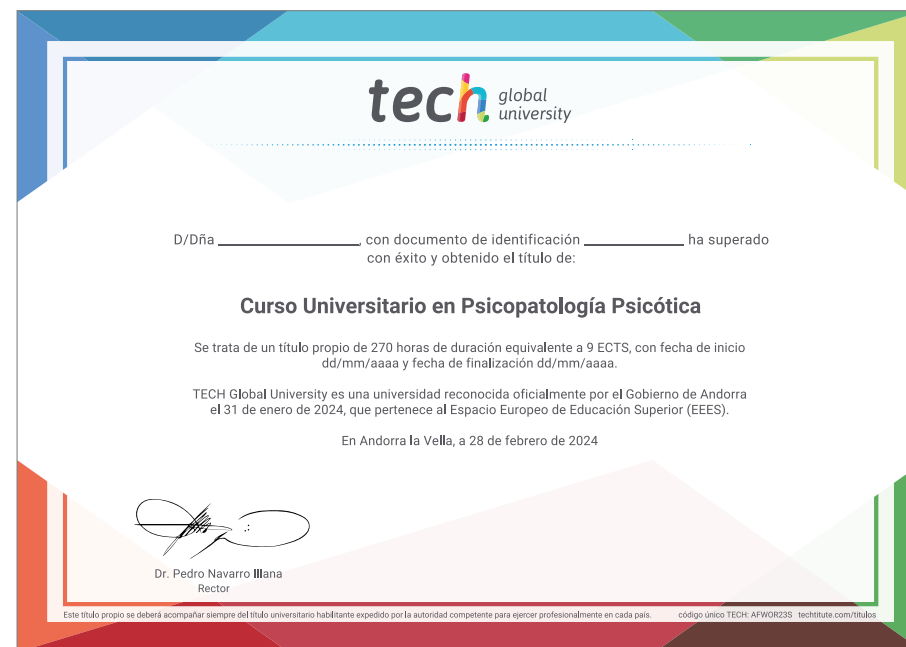 tech global university
D/Dña ____________________, con documento de identificación ______________ ha superado
con éxito y obtenido el título de:
Curso Universitario en Psicopatología Psicótica
Se trata de un título propio de 270 horas de duración equivalente a 9 ECTS, con fecha de inicio
dd/mm/aaaa y fecha de finalización dd/mm/aaaa.
TECH Global University es una universidad reconocida oficialmente por el Gobierno de Andorra
el 31 de enero de 2024, que pertenece al Espacio Europeo de Educación Superior (EEES).
En Andorra la Vella, a 28 de febrero de 2024
Dr. Pedro Navarro Illana
Rector
Este título propio se deberá acompañar siempre del título universitario habilitante expedido por la autoridad competente para ejercer profesionalmente en cada país. código único TECH: AFWOR23S techtitute.com/titulos